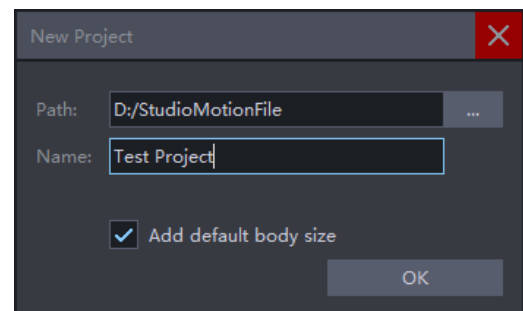 New Project
Path: D:/StudioMotionFile ...
Name: Test Project
Add default body size
OK